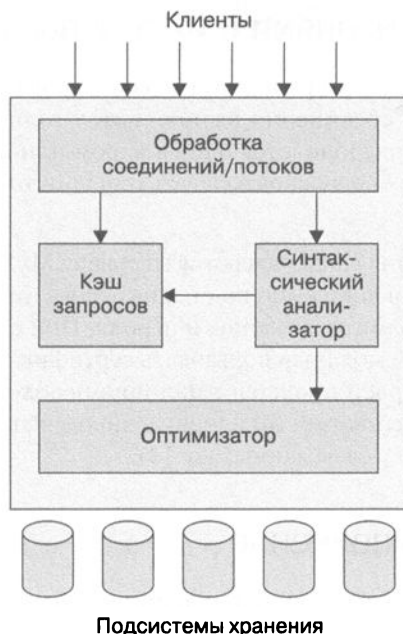 Клиенты
Обработка
соединений/потоков
Кэш
запросов
Синтак-
сический
анали-
затор
Оптимизатор
Подсистемы хранения